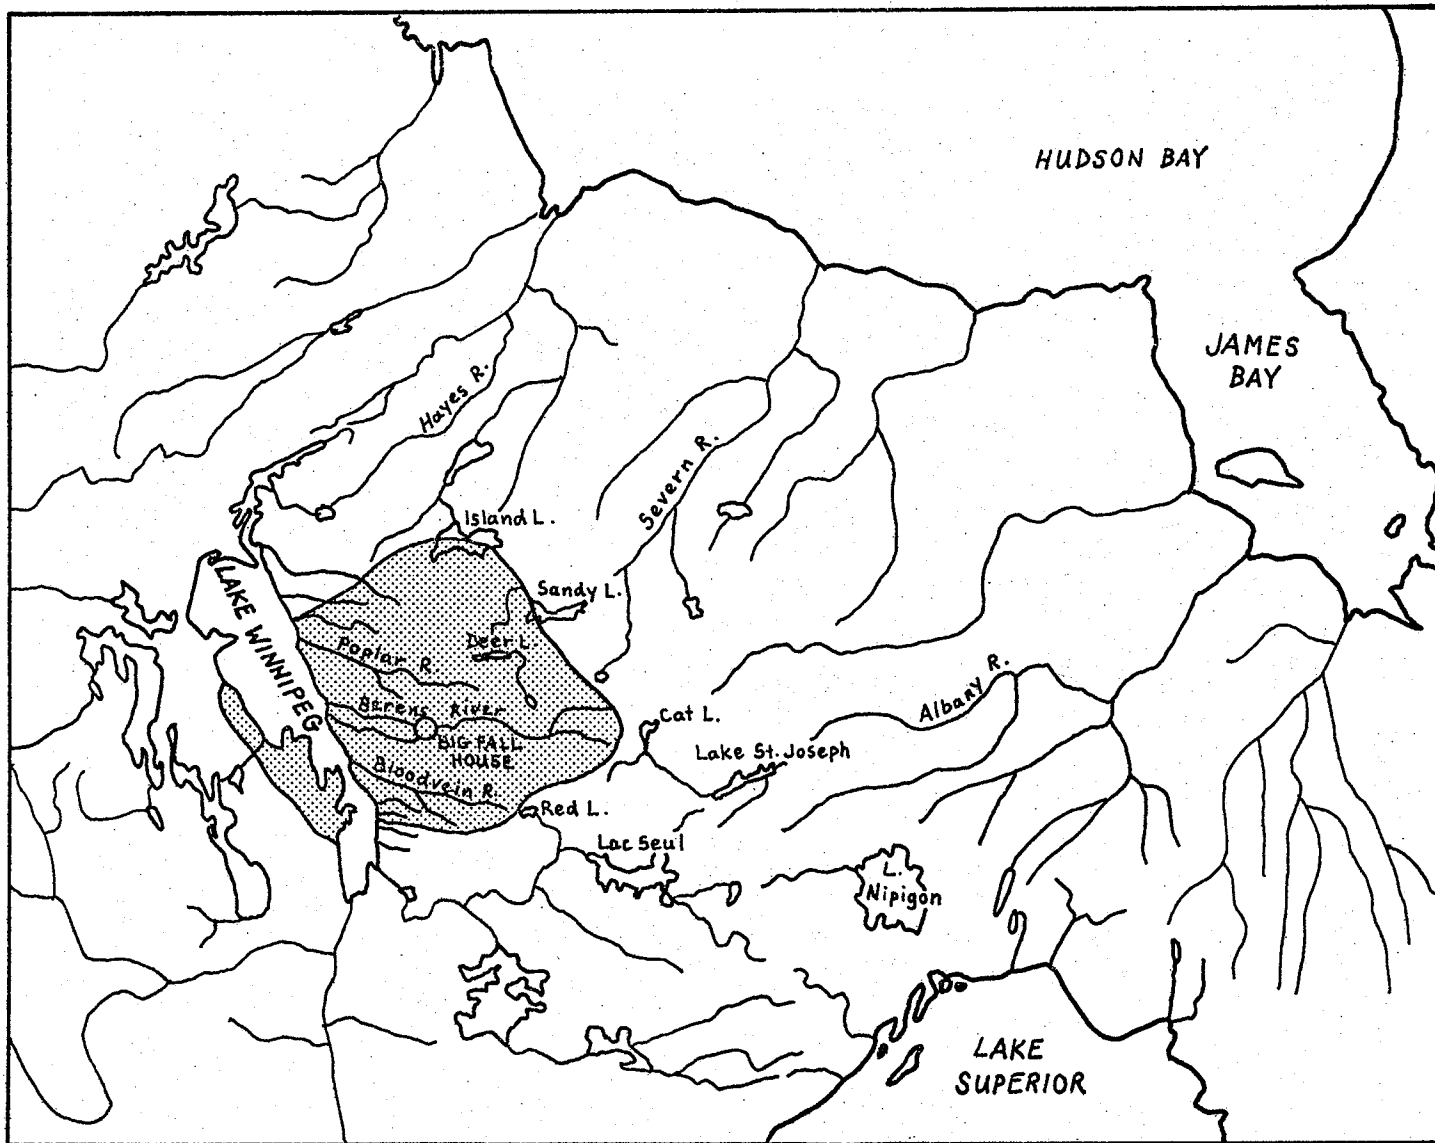 HUDSON BAY
JAMES
BAY
Hayes R.
Severn R.
Island L.
Sandy L.
LAKE WINNIPEG
Deer L.
Poplar R.
Berens River
BIG FALL
HOUSE
Bloodvein R.
Albany R.
Cat L.
Lake St. Joseph
Red L.
Lac Seul
L.
Nipigon
LAKE
SUPERIOR